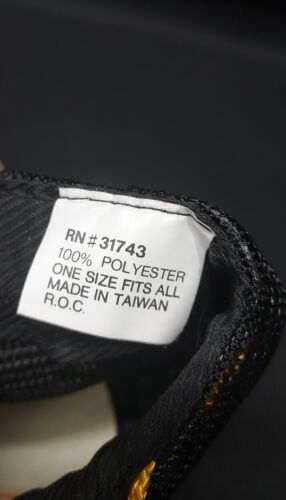 RN # 31743
100% POLYESTER
ONE SIZE FITS ALL
MADE IN TAIWAN
R.O.C.